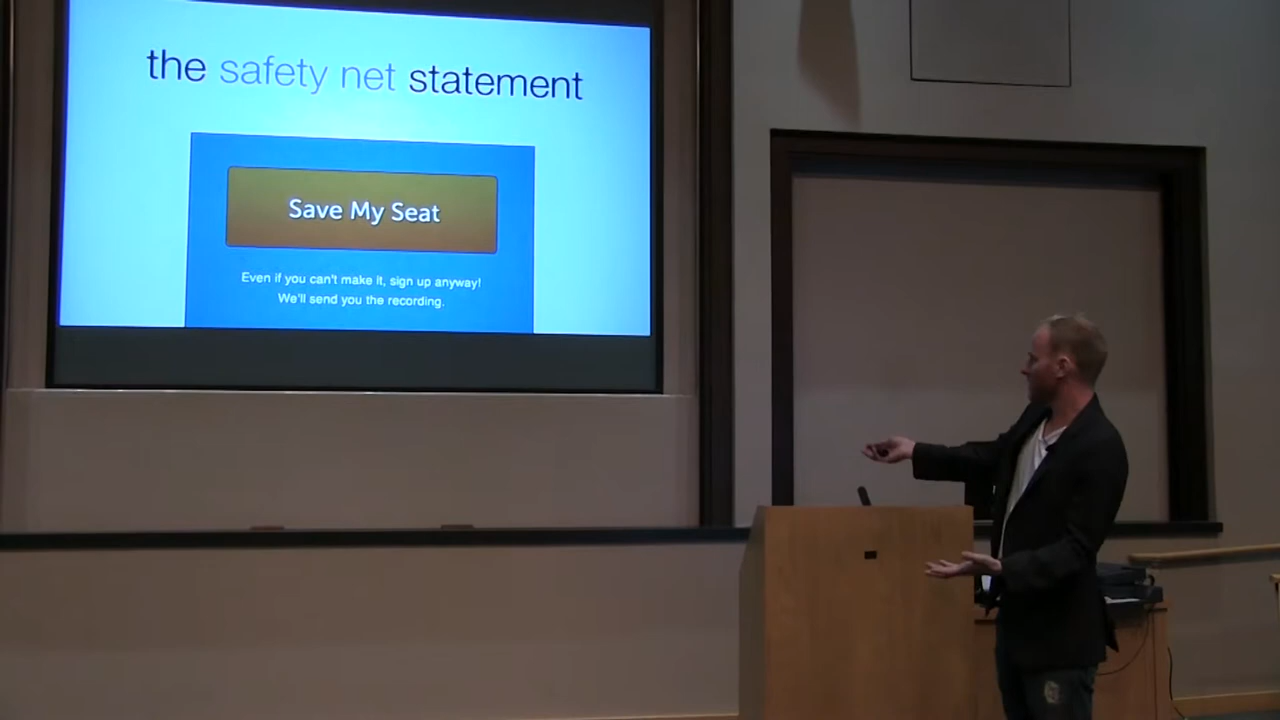 the safety net statement
Save My Seat
Even if you can't make it, sign up anyway!
We'll send you the recording.